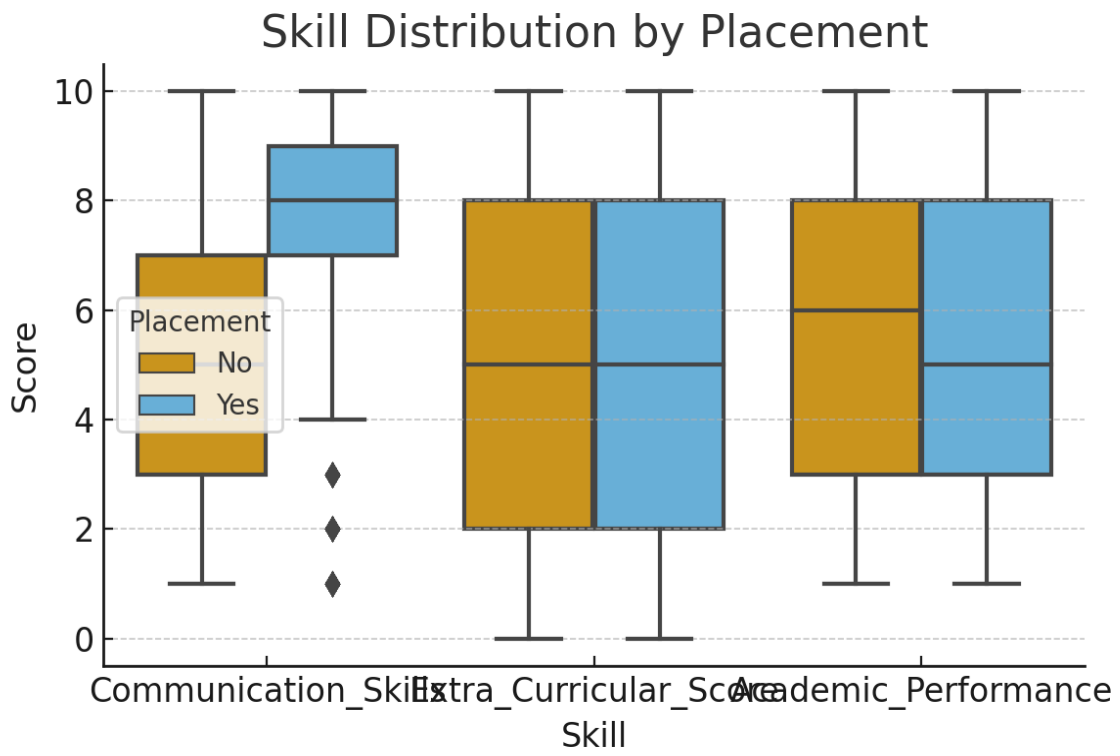 Skill Distribution by Placement
10
8
6
4
2
0
Score
Placement
No
Yes
Communication_Skills
Extra_Curricular_Score
Academic_Performance
Skill